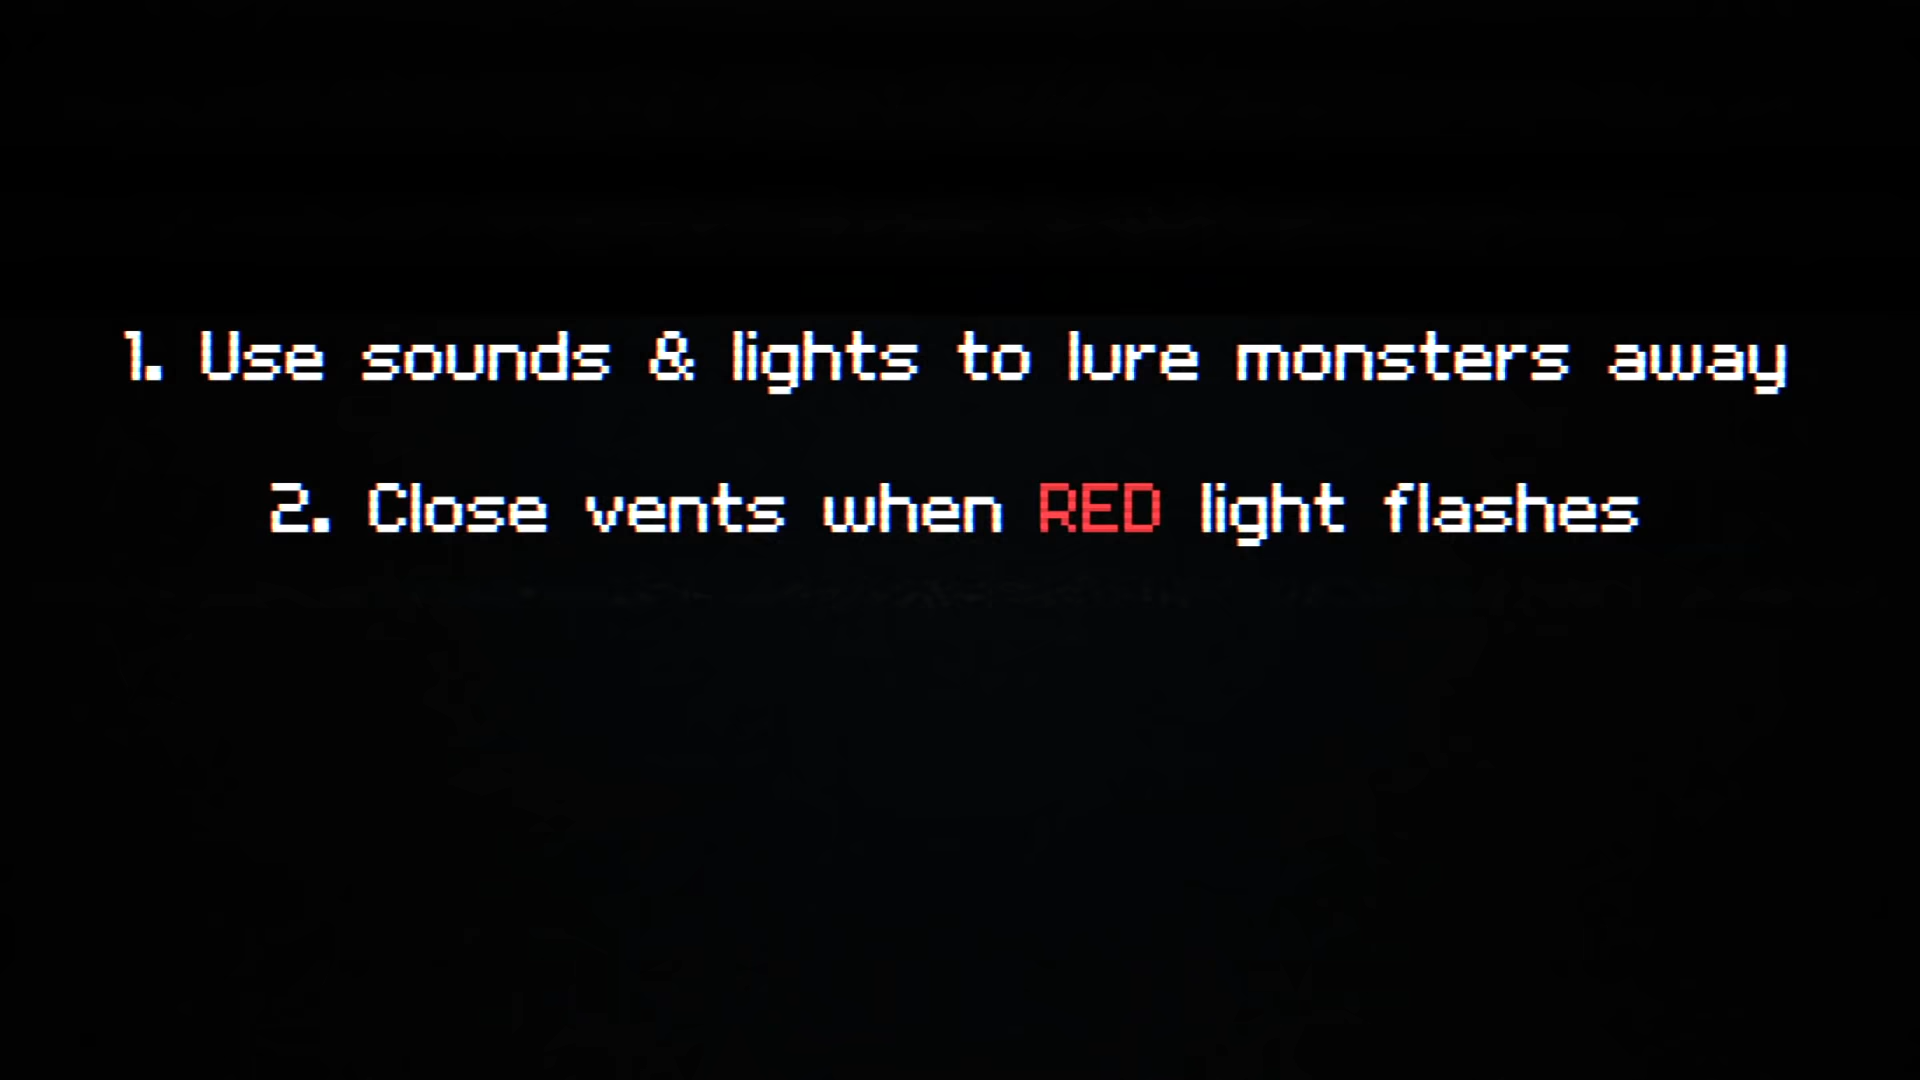 1. Use sounds & lights to lure monsters away
2. Close vents when RED light flashes